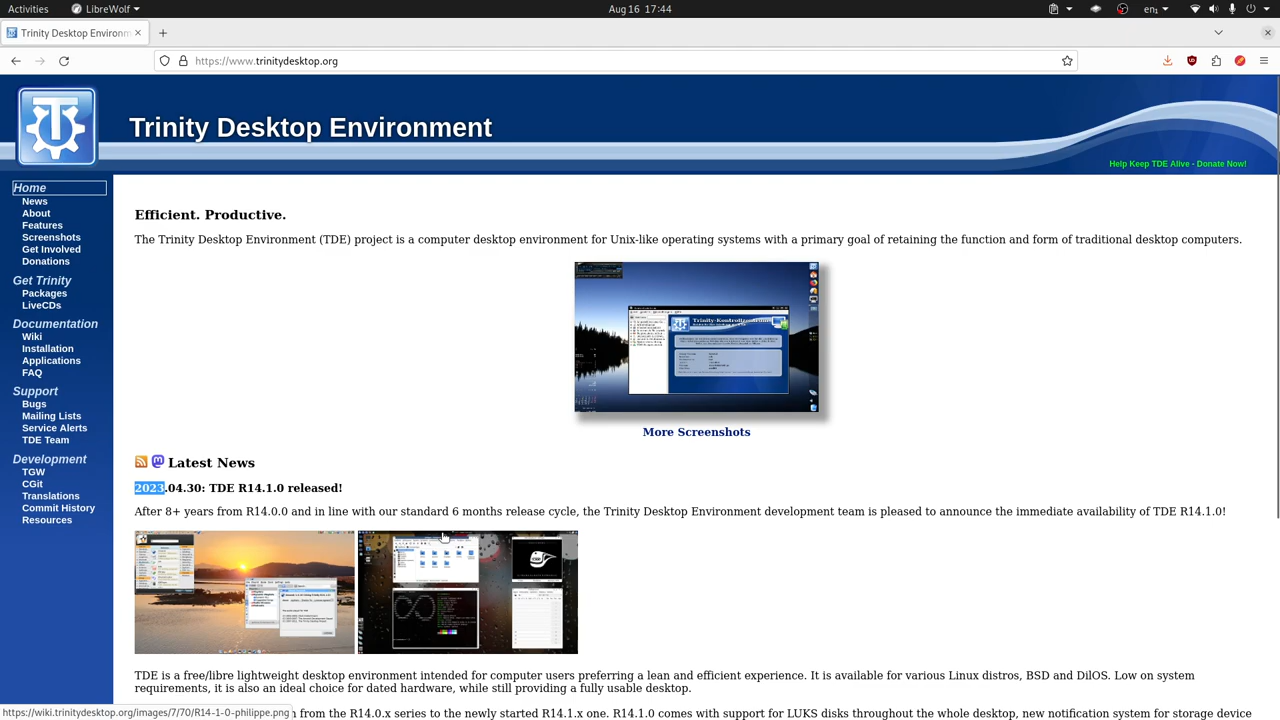 Activities LibreWolf Aug 16 17:44 en₁
Trinity Desktop Environm
https://www.trinitydesktop.org
Trinity Desktop Environment
Help Keep TDE Alive - Donate Now!
Home
News
About
Features
Screenshots
Get Involved
Donations
Get Trinity
Packages
LiveCDs
Documentation
Wiki
Installation
Applications
FAQ
Support
Bugs
Mailing Lists
Service Alerts
TDE Team
Development
TGW
CGit
Translations
Commit History
Resources
Efficient. Productive.
The Trinity Desktop Environment (TDE) project is a computer desktop environment for Unix-like operating systems with a primary goal of retaining the function and form of traditional desktop computers.
More Screenshots
Latest News
2023.04.30: TDE R14.1.0 released!
After 8+ years from R14.0.0 and in line with our standard 6 months release cycle, the Trinity Desktop Environment development team is pleased to announce the immediate availability of TDE R14.1.0!
TDE is a free/libre lightweight desktop environment intended for computer users preferring a lean and efficient experience. It is available for various Linux distros, BSD and DilOS. Low on system
requirements, it is also an ideal choice for dated hardware, while still providing a fully usable desktop.
from the R14.0.x series to the newly started R14.1.x one. R14.1.0 comes with support for LUKS disks throughout the whole desktop, new notification system for storage device
https://wiki.trinitydesktop.org/images/7/70/R14-1-0-philippe.png